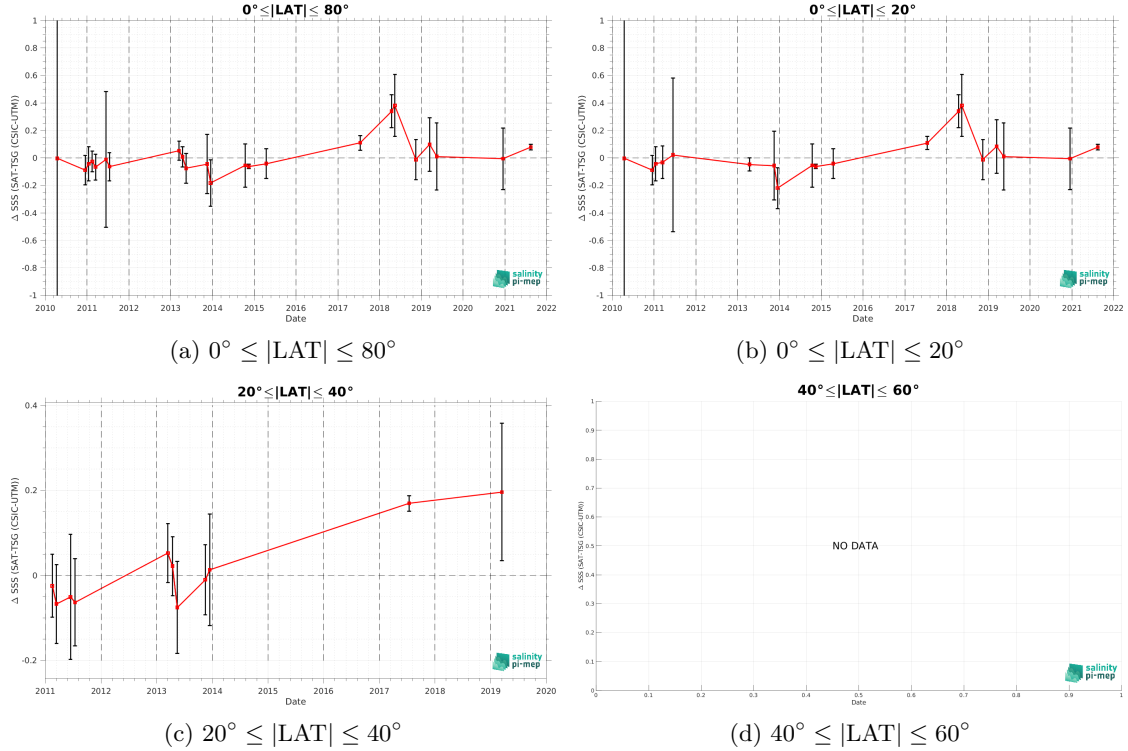 0°≤|LAT|≤ 80°
Δ SSS (SAT-TSG (CSIC-UTM))
1
0.8
0.6
0.4
0.2
0
-0.2
-0.4
-0.6
-0.8
-1
2010 2011 2012 2013 2014 2015 2016 2017 2018 2019 2020 2021 2022
Date
salinity
pi-mep
(a) 0° ≤ |LAT| ≤ 80°
0°≤|LAT|≤ 20°
Δ SSS (SAT-TSG (CSIC-UTM))
1
0.8
0.6
0.4
0.2
0
-0.2
-0.4
-0.6
-0.8
-1
2010 2011 2012 2013 2014 2015 2016 2017 2018 2019 2020 2021 2022
Date
salinity
pi-mep
(b) 0° ≤ |LAT| ≤ 20°
20°≤|LAT|≤ 40°
Δ SSS (SAT-TSG (CSIC-UTM))
0.4
0.2
0
-0.2
2011 2012 2013 2014 2015 2016 2017 2018 2019 2020
Date
salinity
pi-mep
(c) 20° ≤ |LAT| ≤ 40°
40°≤|LAT|≤ 60°
Δ SSS (SAT-TSG (CSIC-UTM))
1
0.9
0.8
0.7
0.6
0.5
0.4
0.3
0.2
0.1
0
NO DATA
0 0.1 0.2 0.3 0.4 0.5 0.6 0.7 0.8 0.9 1
Date
salinity
pi-mep
(d) 40° ≤ |LAT| ≤ 60°